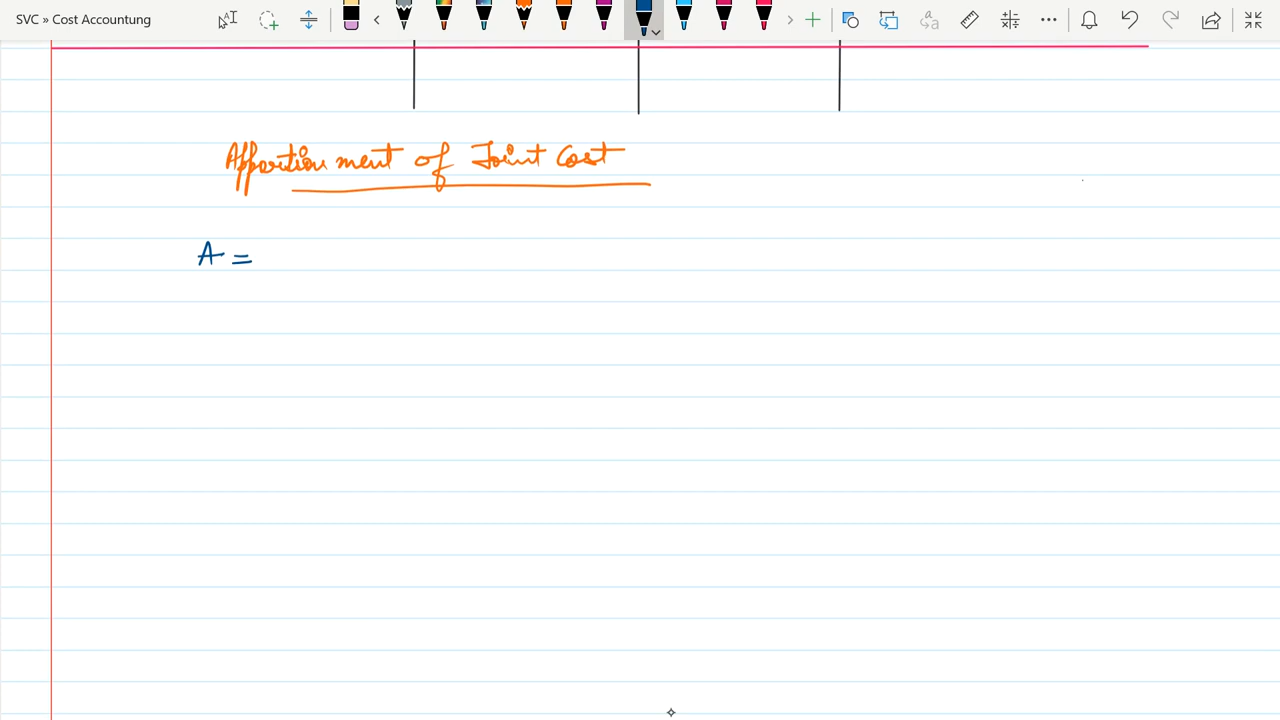 SVC » Cost Accountung
Apportionment of Joint Cost
A =